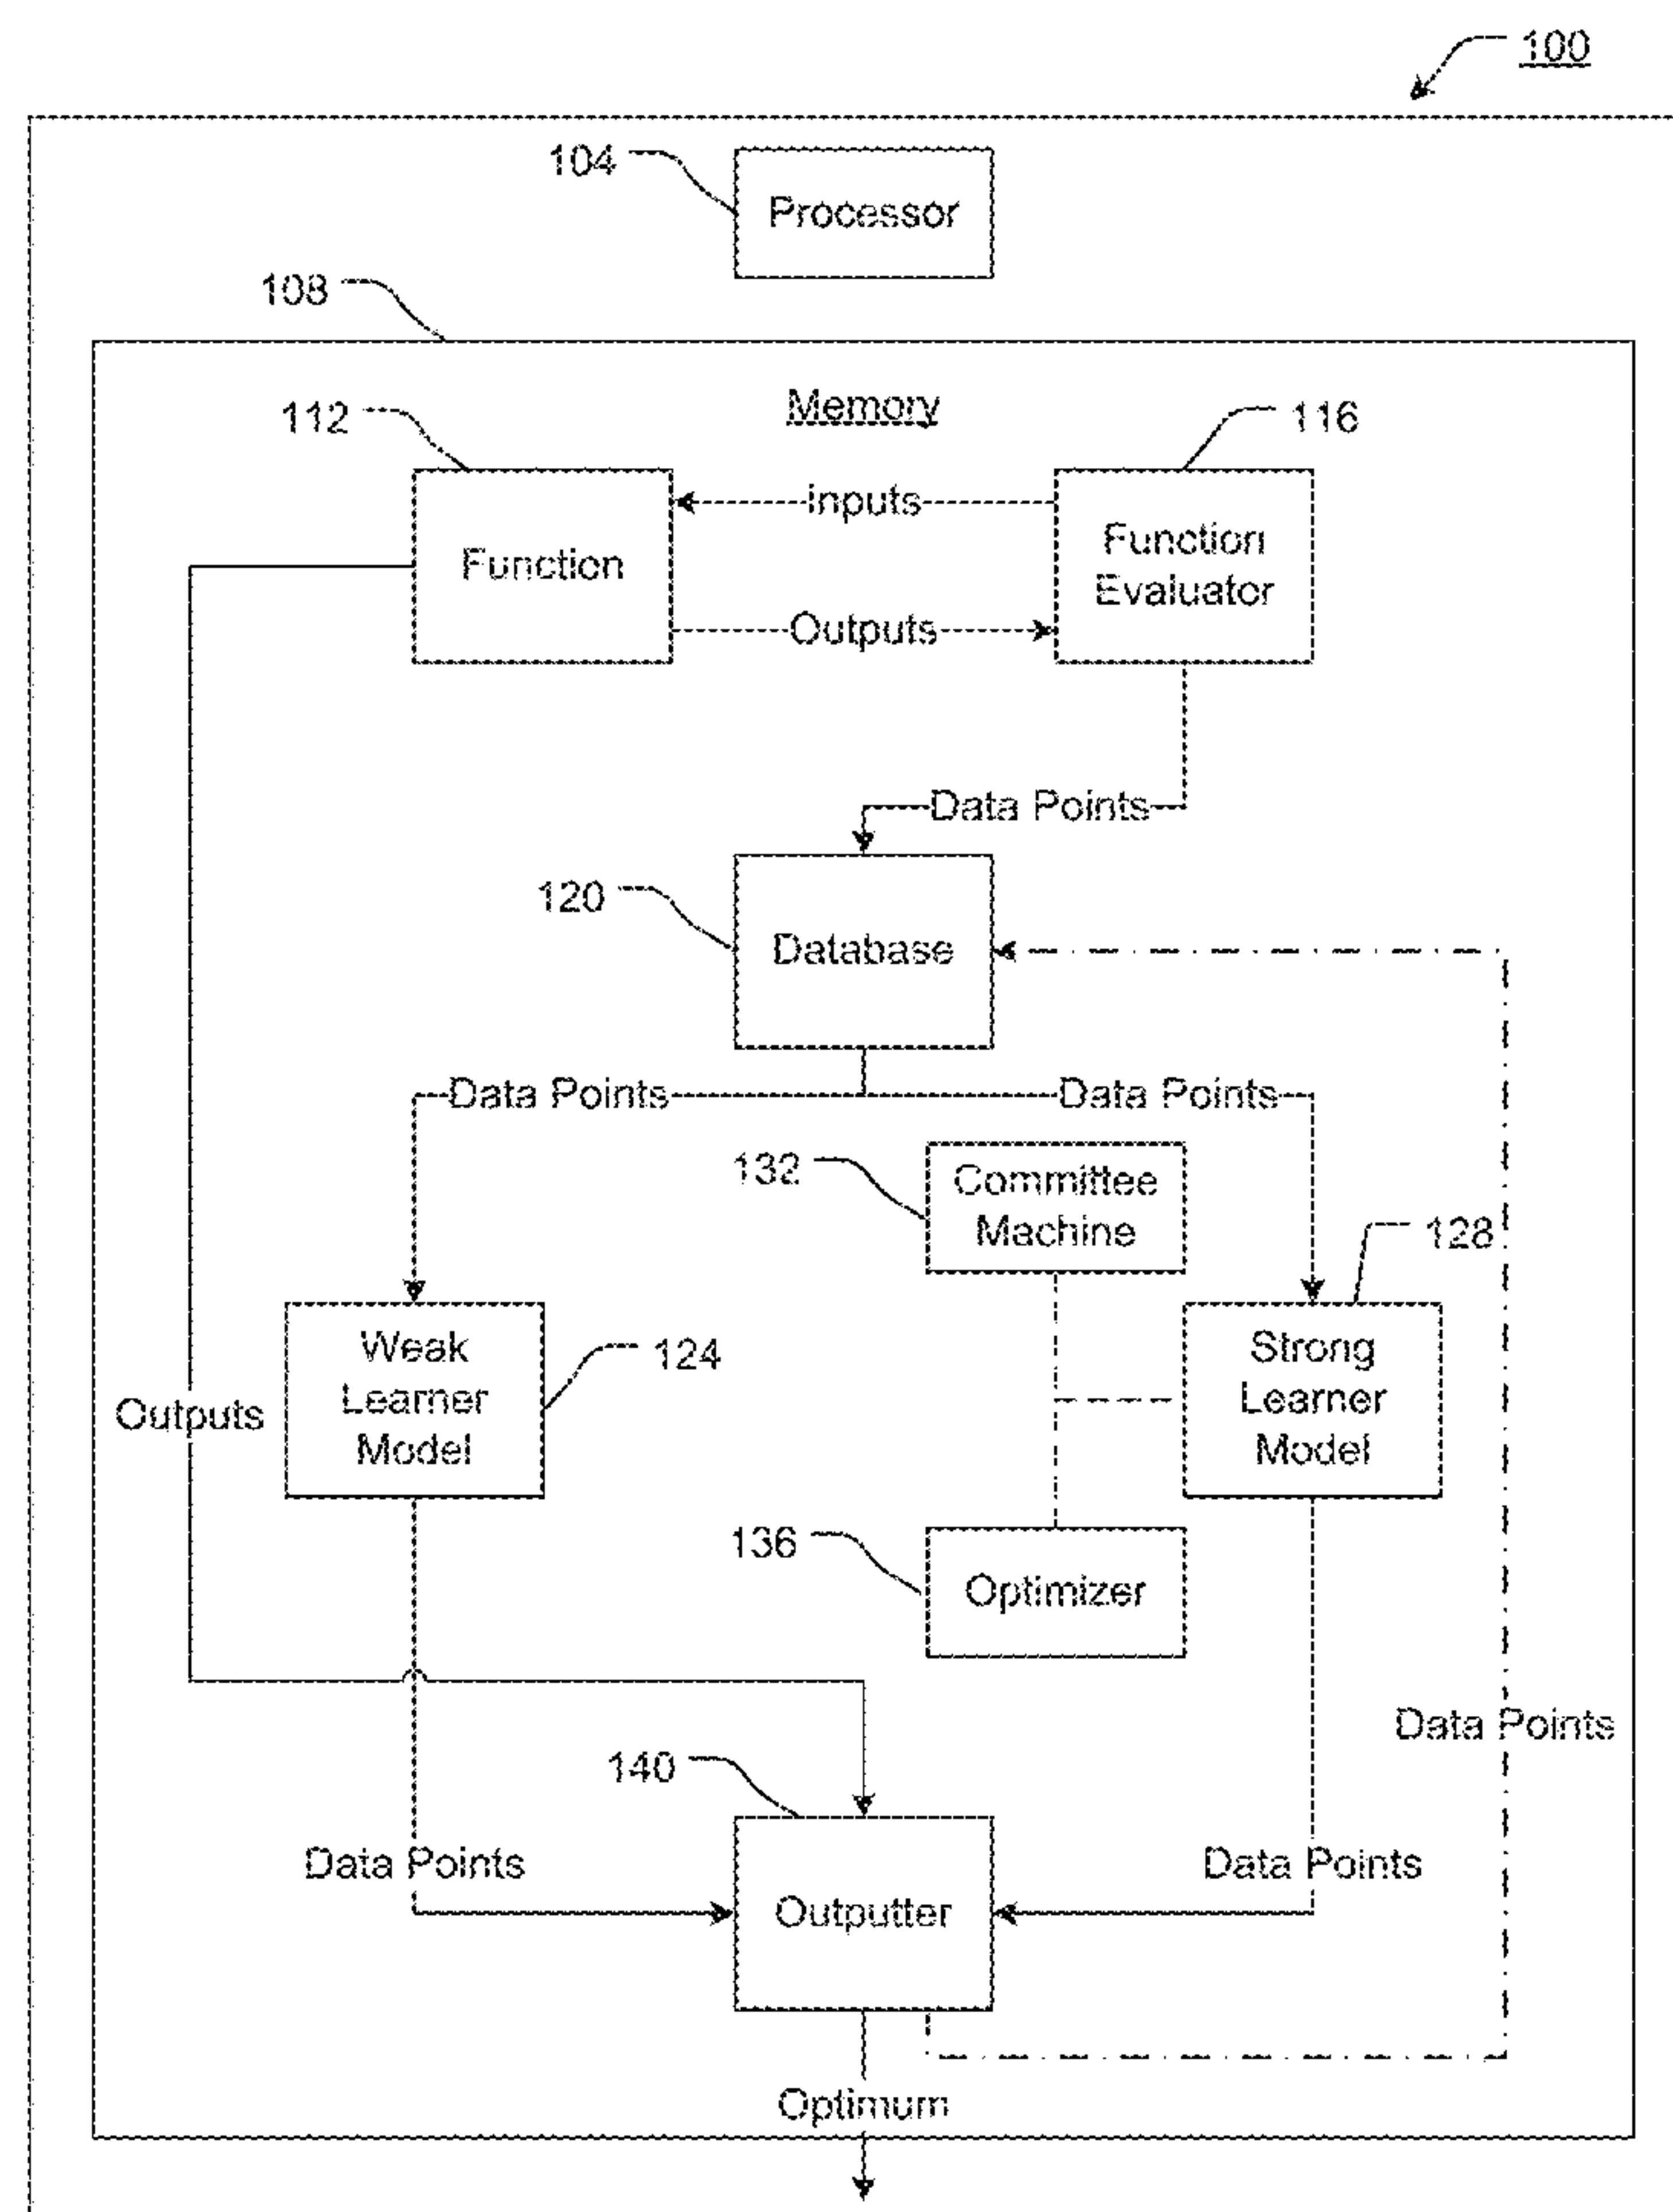 100
104
Processor
108
Memory
112
116
Inputs
Function
Function
Evaluator
Outputs
Data Points
120
Database
Data Points
Data Points
132
Committee
Machine
128
Weak
Learner
Model
124
Strong
Learner
Model
Outputs
136
Optimizer
Data Points
140
Data Points
Data Points
Outputter
Optimum